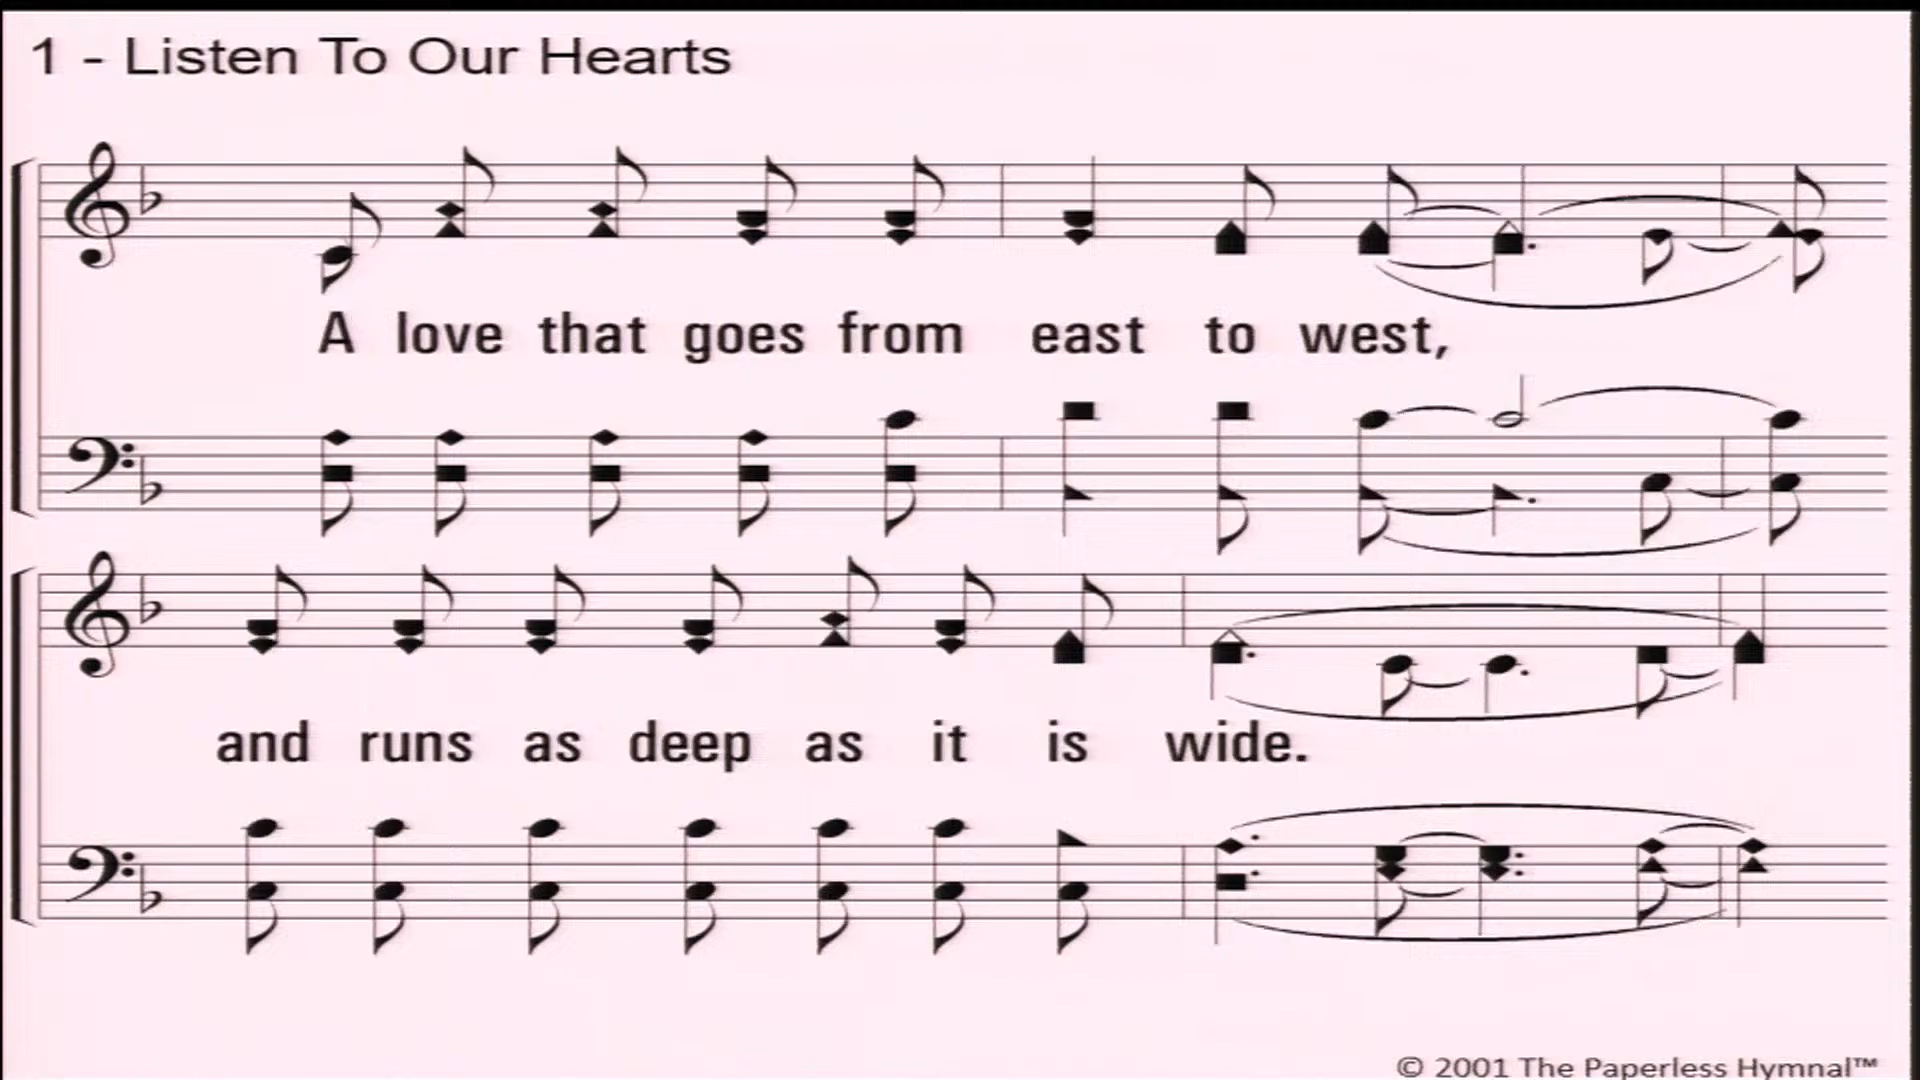 1 - Listen To Our Hearts
A love that goes from east to west,
and runs as deep as it is wide.
© 2001 The Paperless Hymnal™